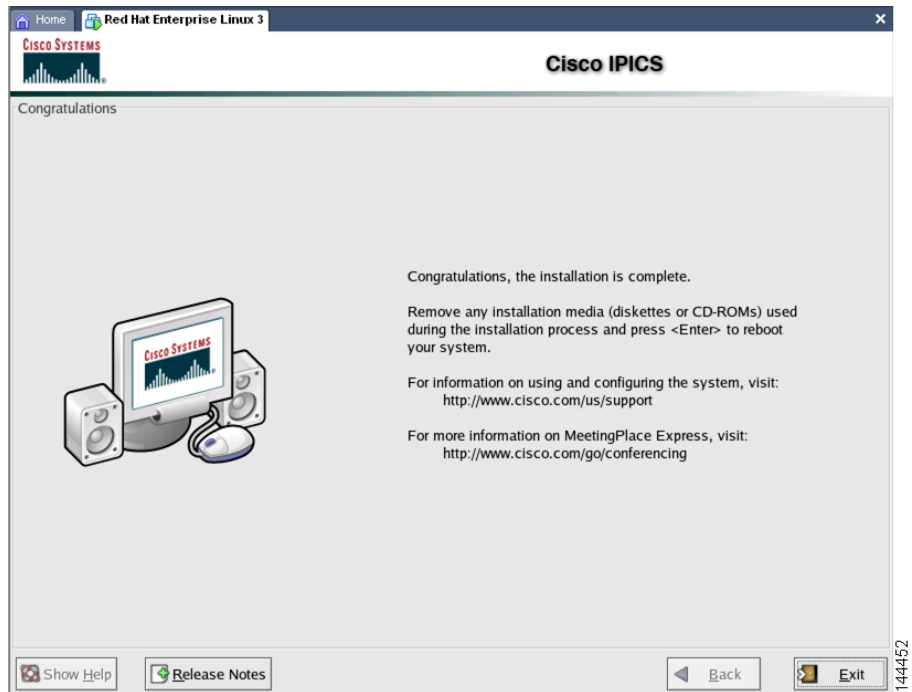 Home
Red Hat Enterprise Linux 3
CISCO SYSTEMS
Cisco IPICS
Congratulations
Congratulations, the installation is complete.
Remove any installation media (diskettes or CD-ROMs) used
during the installation process and press <Enter> to reboot
your system.
For information on using and configuring the system, visit:
http://www.cisco.com/us/support
For more information on MeetingPlace Express, visit:
http://www.cisco.com/go/conferencing
CISCO SYSTEMS
Show Help
Release Notes
Back
Exit
144452